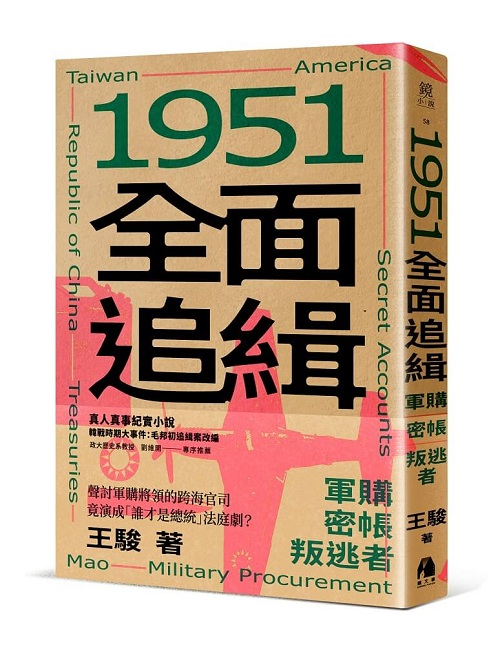 Taiwan America
1951
全面
追緝
Republic of China Treasuries
Secret Accounts
真人真事紀實小說
韓戰時期大事件：毛邦初追緝案改編
政大歷史系教授 劉維開 專序推薦
聲討軍購將領的跨海官司
竟演成「誰才是總統」法庭劇？
王駿 著
軍購
密帳
叛逃者
Mao Military Procurement
鏡
小說
58
1951
全面追緝
軍購
密帳
叛逃者
王駿
著
鏡文學